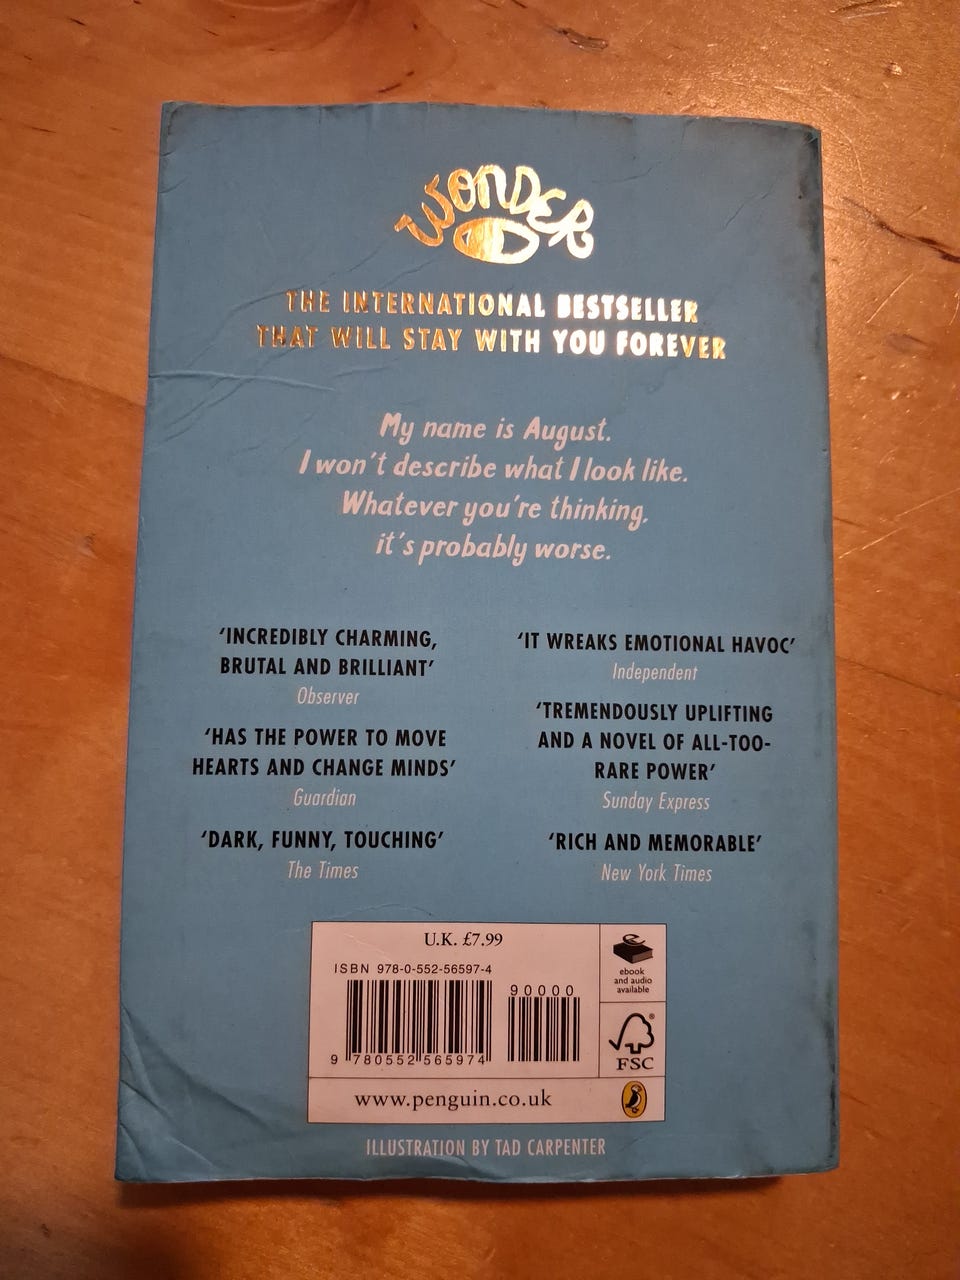 WONDER
THE INTERNATIONAL BESTSELLER
THAT WILL STAY WITH YOU FOREVER
My name is August.
I won't describe what I look like.
Whatever you're thinking,
it's probably worse.
'INCREDIBLY CHARMING,
BRUTAL AND BRILLIANT'
Observer
'HAS THE POWER TO MOVE
HEARTS AND CHANGE MINDS'
Guardian
'DARK, FUNNY, TOUCHING'
The Times
'IT WREAKS EMOTIONAL HAVOC'
Independent
'TREMENDOUSLY UPLIFTING
AND A NOVEL OF ALL-TOO-
RARE POWER'
Sunday Express
'RICH AND MEMORABLE'
New York Times
U.K. £7.99
ISBN 978-0-552-56597-4
90000
9 780552 565974
ebook
and audio
available
®
FSC
www.penguin.co.uk
ILLUSTRATION BY TAD CARPENTER